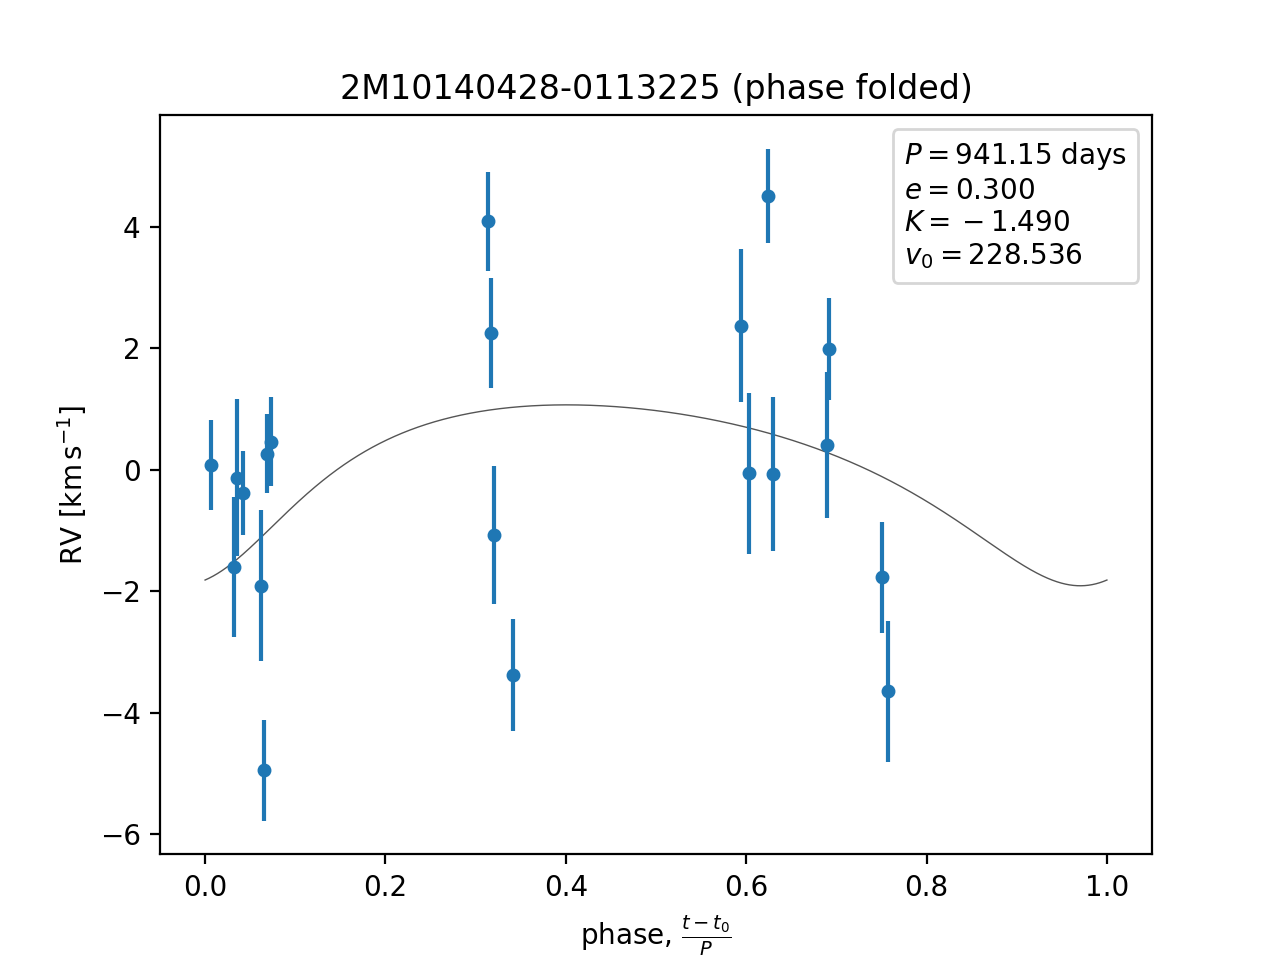 2M10140428-0113225 (phase folded)
P = 941.15 days
e = 0.300
K = −1.490
v₀ = 228.536
4
2
0
−2
−4
−6
RV [km s⁻¹]
0.0 0.2 0.4 0.6 0.8 1.0
phase, (t − t₀)/P